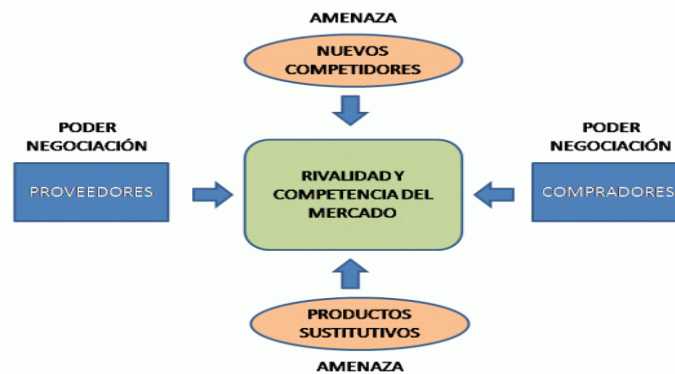 AMENAZA
NUEVOS
COMPETIDORES
PODER
NEGOCIACIÓN
PROVEEDORES
RIVALIDAD Y
COMPETENCIA DEL
MERCADO
PODER
NEGOCIACIÓN
COMPRADORES
PRODUCTOS
SUSTITUTIVOS
AMENAZA